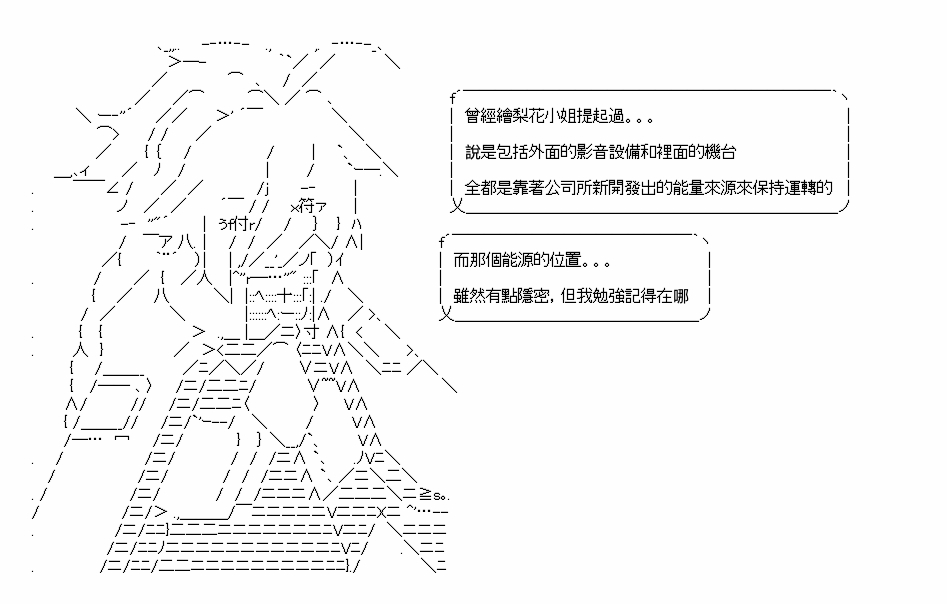 曾經繪梨花小姐提起過。。。
說是包括外面的影音設備和裡面的機台
全都是靠著公司所新開發出的能量來源來保持運轉的
而那個能源的位置。。。
雖然有點隱密，但我勉強記得在哪